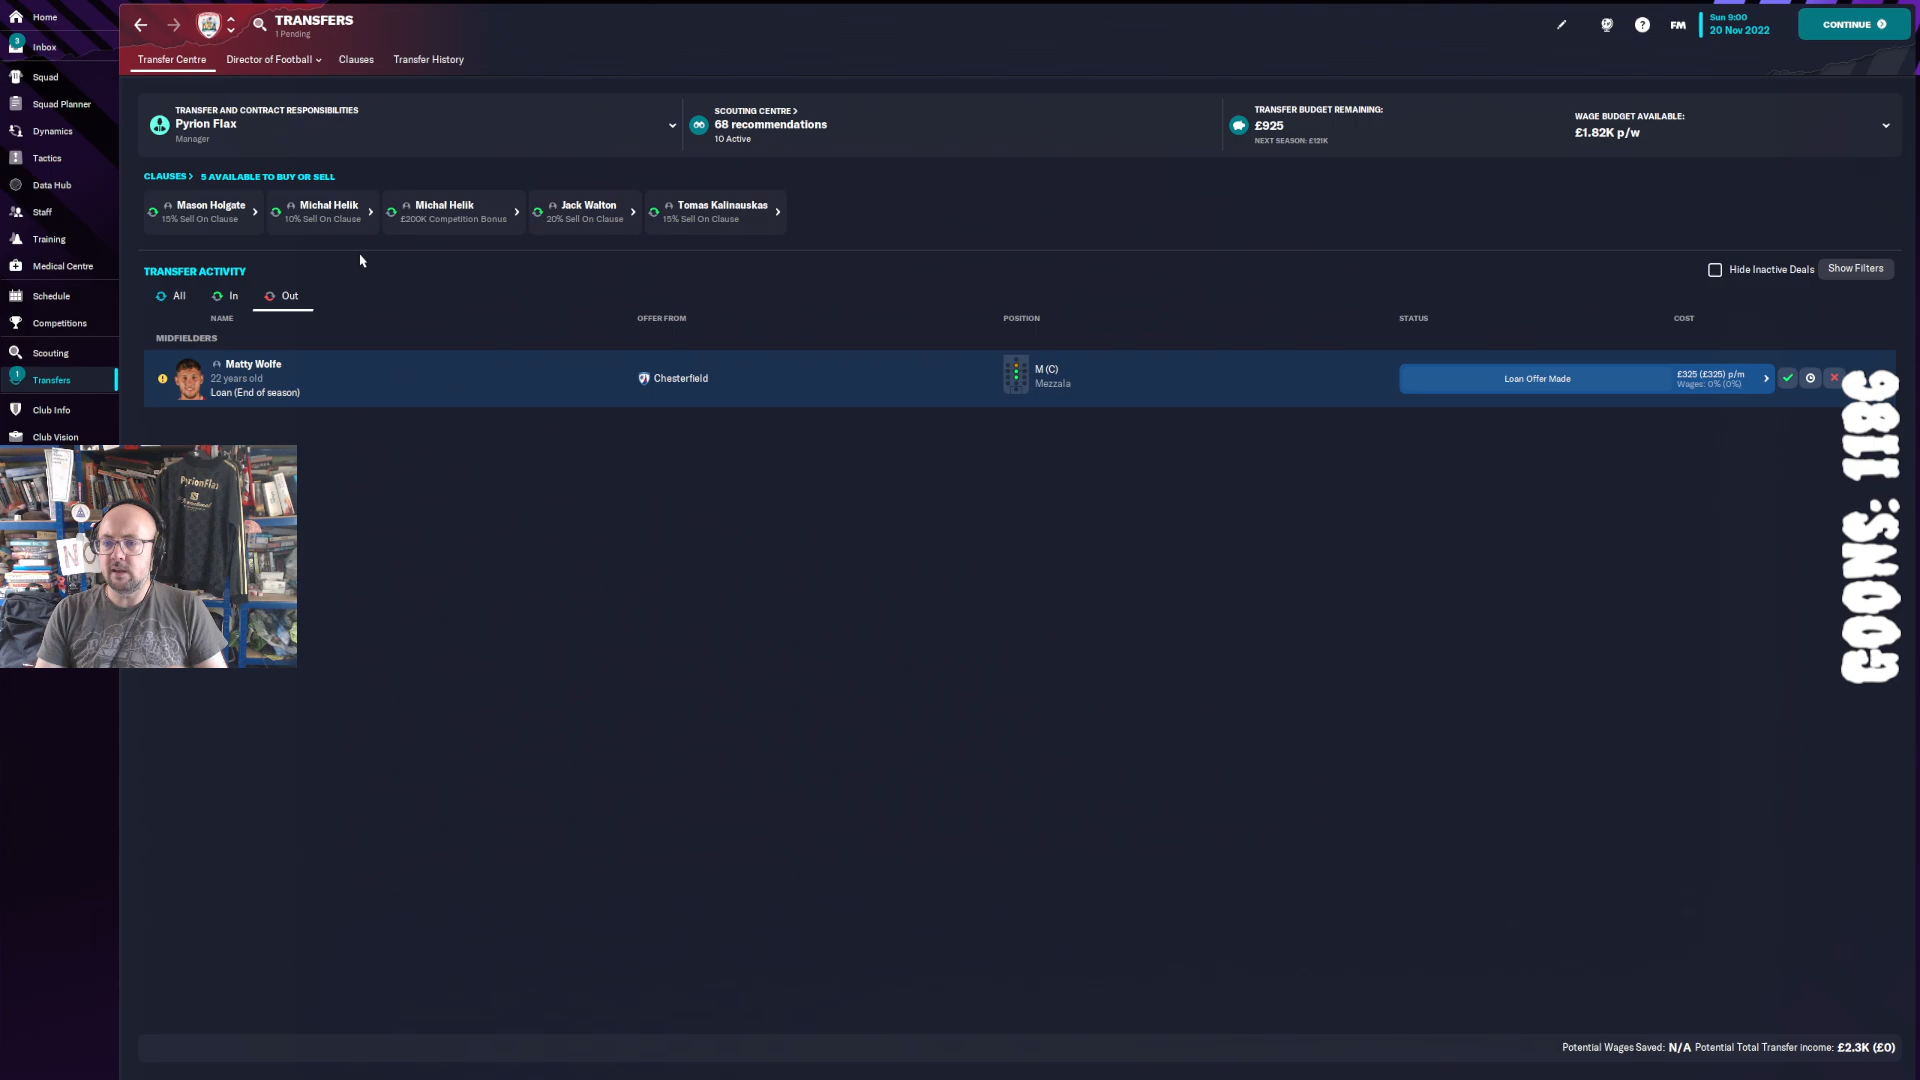 Home
3
Inbox
Squad
Squad Planner
Dynamics
Tactics
Data Hub
Staff
Training
Medical Centre
Schedule
Competitions
Scouting
1
Transfers
Club Info
Club Vision
TRANSFERS
1 Pending
FM
Sun 9:00
20 Nov 2022
CONTINUE
Transfer Centre
Director of Football
Clauses
Transfer History
TRANSFER AND CONTRACT RESPONSIBILITIES
Pyrion Flax
Manager
SCOUTING CENTRE >
68 recommendations
10 Active
TRANSFER BUDGET REMAINING:
£925
NEXT SEASON: £121K
WAGE BUDGET AVAILABLE:
£1.82K p/w
CLAUSES > 5 AVAILABLE TO BUY OR SELL
Mason Holgate
15% Sell On Clause
Michal Helik
10% Sell On Clause
Michal Helik
£200K Competition Bonus
Jack Walton
20% Sell On Clause
Tomas Kalinauskas
15% Sell On Clause
TRANSFER ACTIVITY
Hide Inactive Deals
Show Filters
All
In
Out
NAME
OFFER FROM
POSITION
STATUS
COST
MIDFIELDERS
Matty Wolfe
22 years old
Loan (End of season)
Chesterfield
M (C)
Mezzala
Loan Offer Made
£325 (£325) p/m
Wages: 0% (0%)
PyrionFlax
GOONS: 1186
Potential Wages Saved: N/A Potential Total Transfer income: £2.3K (£0)